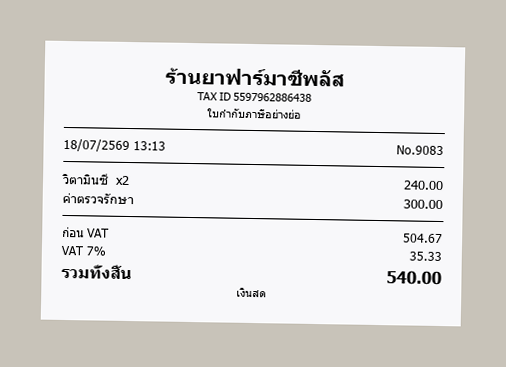 ร้านยาฟาร์มาซีพลัส
TAX ID 5597962886438
ใบกำกับภาษีอย่างย่อ
18/07/2569 13:13 No.9083
วิตามินซี x2 240.00
ค่าตรวจรักษา 300.00
ก่อน VAT 504.67
VAT 7% 35.33
รวมทั้งสิ้น 540.00
เงินสด